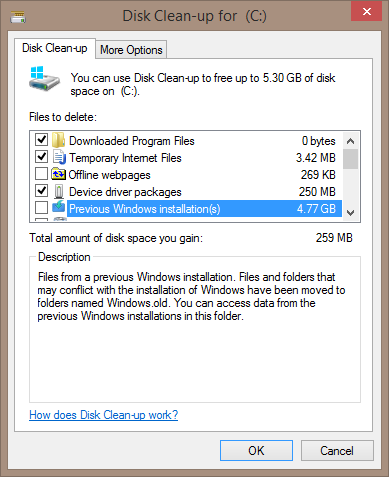 Disk Clean-up for  (C:)
Disk Clean-up
More Options
You can use Disk Clean-up to free up to 5.30 GB of disk
space on  (C:).
Files to delete:
Downloaded Program Files 0 bytes
Temporary Internet Files 3.42 MB
Offline webpages 269 KB
Device driver packages 250 MB
Previous Windows installation(s) 4.77 GB
Total amount of disk space you gain: 259 MB
Description
Files from a previous Windows installation. Files and folders that
may conflict with the installation of Windows have been moved to
folders named Windows.old. You can access data from the
previous Windows installations in this folder.
How does Disk Clean-up work?
OK
Cancel